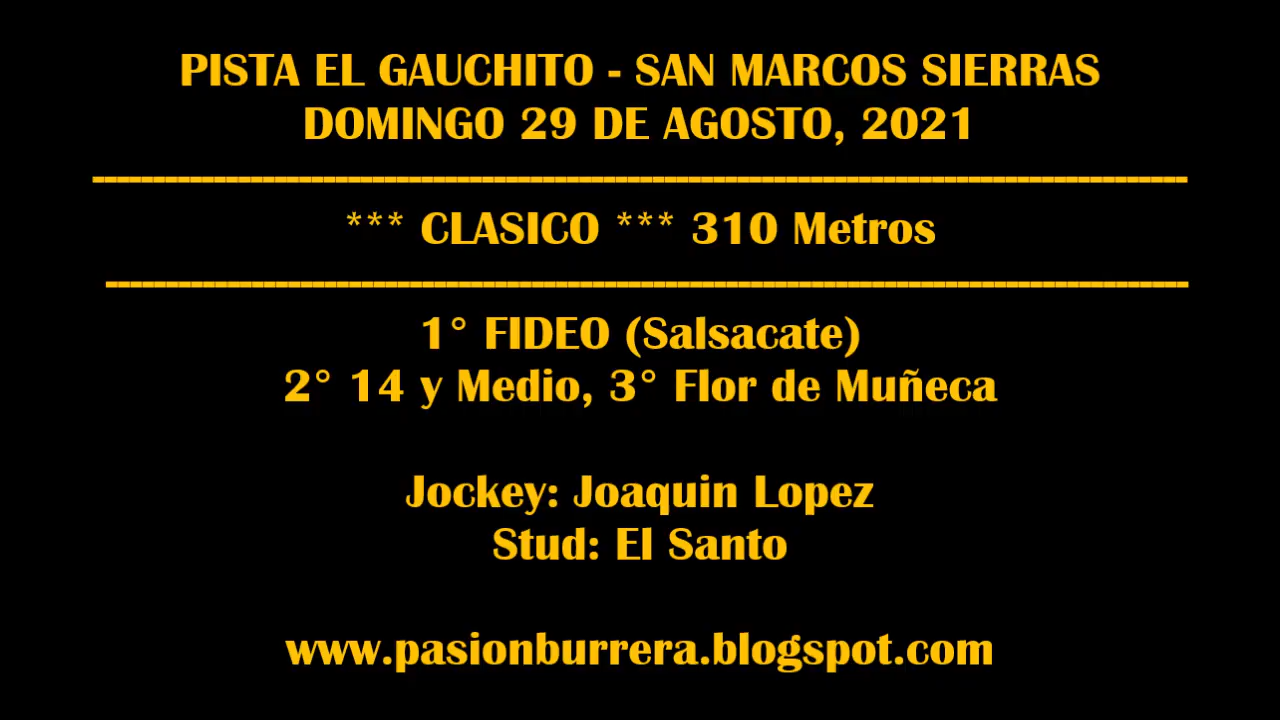 PISTA EL GAUCHITO - SAN MARCOS SIERRAS
DOMINGO 29 DE AGOSTO, 2021
------------------------------------------------------------------------------------------
*** CLASICO *** 310 Metros
-----------------------------------------------------------------------------------------
1° FIDEO (Salsacate)
2° 14 y Medio, 3° Flor de Muñeca
Jockey: Joaquin Lopez
Stud: El Santo
www.pasionburrera.blogspot.com